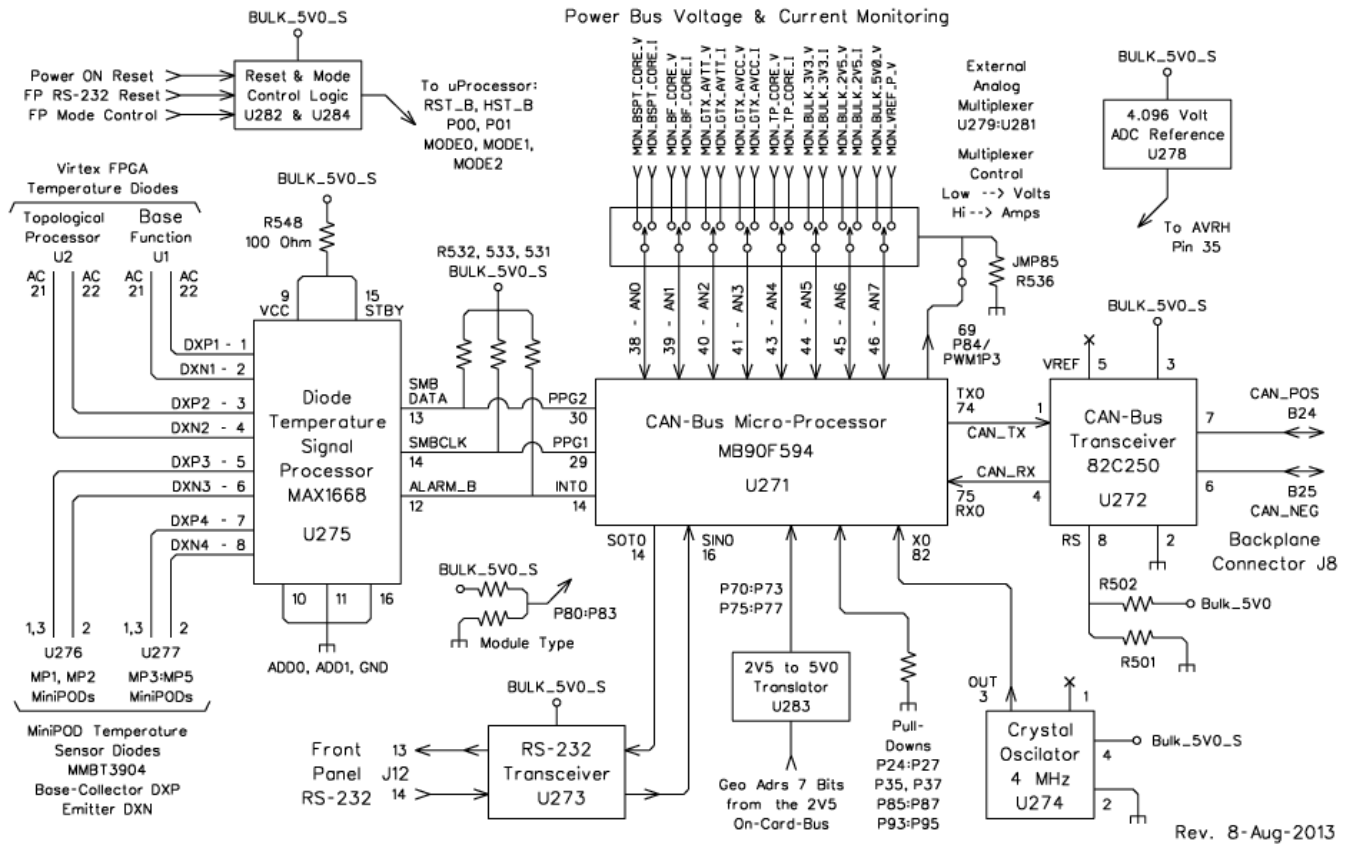 Power Bus Voltage & Current Monitoring
BULK_5V0_S
Power ON Reset
FP RS-232 Reset
FP Mode Control
Reset & Mode
Control Logic
U282 & U284
To uProcessor:
RST_B, HST_B
P00, P01
MODE0, MODE1,
MODE2
MON_BSPT_CORE_V
MON_BSPT_CORE_I
MON_BF_CORE_V
MON_BF_CORE_I
MON_GTX_AVTT_V
MON_GTX_AVTT_I
MON_GTX_AVCC_V
MON_GTX_AVCC_I
MON_TP_CORE_V
MON_TP_CORE_I
MON_BULK_3V3_V
MON_BULK_3V3_I
MON_BULK_2V5_V
MON_BULK_2V5_I
MON_BULK_5V0_V
MON_VREF_P_V
External
Analog
Multiplexer
U279:U281
Multiplexer
Control
Low --> Volts
Hi --> Amps
BULK_5V0_S
4.096 Volt
ADC Reference
U278
To AVRH
Pin 35
Virtex FPGA
Temperature Diodes
Topological
Processor
U2
Base
Function
U1
AC
21
AC
22
AC
21
AC
22
BULK_5V0_S
R548
100 Ohm
9
VCC
15
STBY
R532, 533, 531
BULK_5V0_S
JMP85
R536
38 - AN0
39 - AN1
40 - AN2
41 - AN3
43 - AN4
44 - AN5
45 - AN6
46 - AN7
69
P84/
PWM1P3
DXP1 - 1
DXN1 - 2
DXP2 - 3
DXN2 - 4
DXP3 - 5
DXN3 - 6
DXP4 - 7
DXN4 - 8
Diode
Temperature
Signal
Processor
MAX1668
U275
SMB
DATA
13
SMBCLK
14
ALARM_B
12
PPG2
30
PPG1
29
INT0
14
CAN-Bus Micro-Processor
MB90F594
U271
TX0
74
CAN_TX
1
CAN_RX
4
75
RX0
BULK_5V0_S
VREF
5
3
CAN-Bus
Transceiver
82C250
U272
7
CAN_POS
B24
6
B25
CAN_NEG
RS
8
2
Backplane
Connector J8
R502
Bulk_5V0
R501
10
11
16
ADD0, ADD1, GND
1,3
2
U276
MP1, MP2
MiniPODs
1,3
2
U277
MP3:MP5
MiniPODs
MiniPOD Temperature
Sensor Diodes
MMBT3904
Base-Collector DXP
Emitter DXN
BULK_5V0_S
P80:P83
Module Type
SOT0
14
SIN0
16
X0
82
BULK_5V0_S
Front
Panel J12
RS-232
13
14
RS-232
Transceiver
U273
P70:P73
P75:P77
2V5 to 5V0
Translator
U283
Geo Adrs 7 Bits
from the 2V5
On-Card-Bus
Pull-
Downs
P24:P27
P35, P37
P85:P87
P93:P95
OUT
3
1
Crystal
Oscilator
4 MHz
U274
4
Bulk_5V0_S
2
Rev. 8-Aug-2013